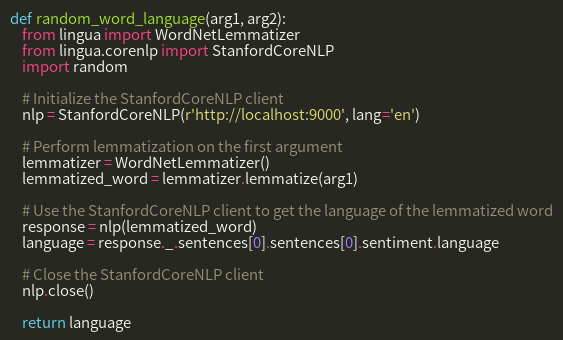 def random_word_language(arg1, arg2):
    from lingua import WordNetLemmatizer
    from lingua.corenlp import StanfordCoreNLP
    import random

    # Initialize the StanfordCoreNLP client
    nlp = StanfordCoreNLP(r'http://localhost:9000', lang='en')

    # Perform lemmatization on the first argument
    lemmatizer = WordNetLemmatizer()
    lemmatized_word = lemmatizer.lemmatize(arg1)

    # Use the StanfordCoreNLP client to get the language of the lemmatized word
    response = nlp(lemmatized_word)
    language = response._.sentences[0].sentences[0].sentiment.language

    # Close the StanfordCoreNLP client
    nlp.close()

    return language